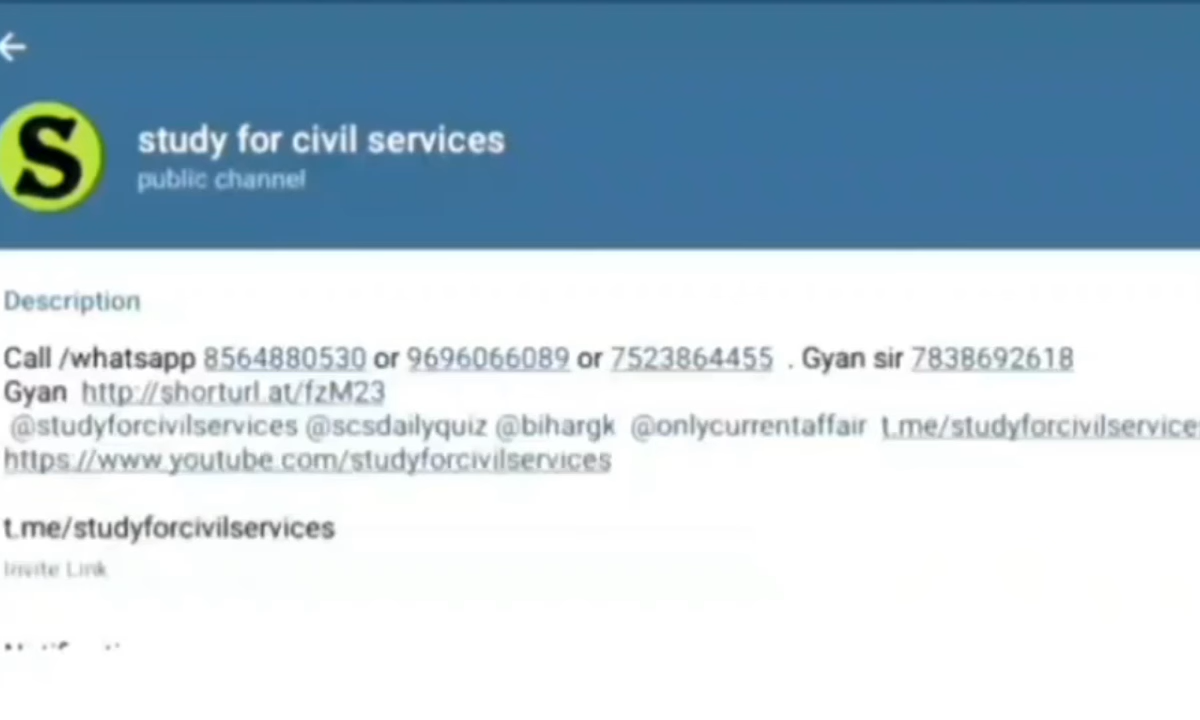 S
study for civil services
public channel
Description
Call /whatsapp 8564880530 or 9696066089 or 7523864455 . Gyan sir 7838692618
Gyan http://shorturl.at/fzM23
@studyforcivilservices @scsdailyquiz @bihargk @onlycurrentaffair t.me/studyforcivilservice
https://www.youtube.com/studyforcivilservices
t.me/studyforcivilservices
Invite Link